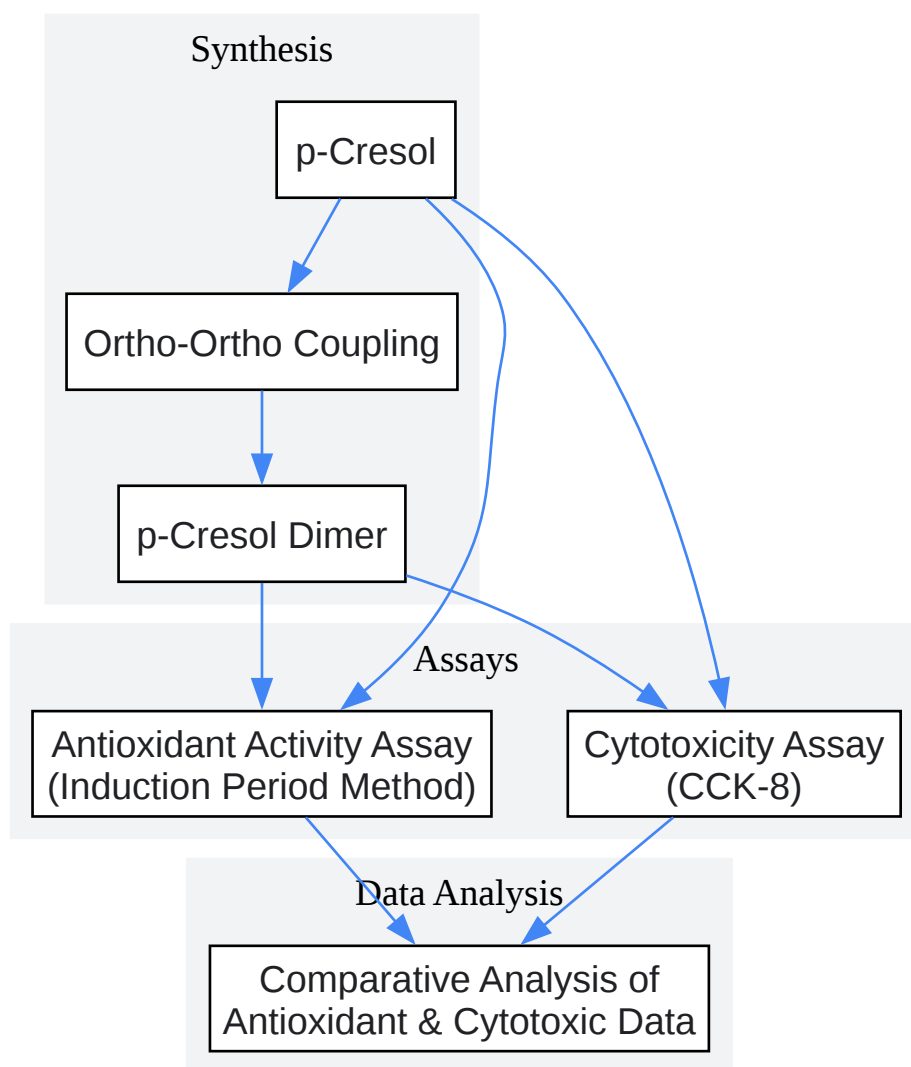 Synthesis
p-Cresol
Ortho-Ortho Coupling
p-Cresol Dimer
Assays
Antioxidant Activity Assay
(Induction Period Method)
Cytotoxicity Assay
(CCK-8)
Data Analysis
Comparative Analysis of
Antioxidant & Cytotoxic Data